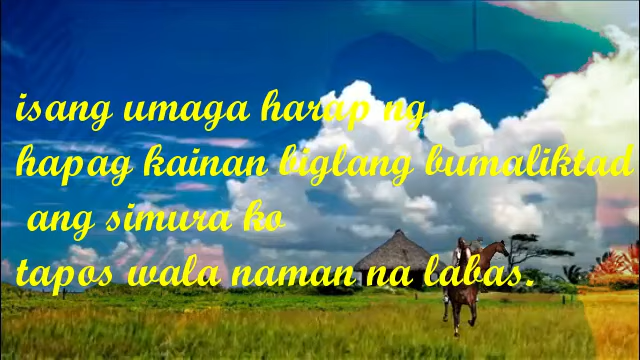 isang umaga harap ng
hapag kainan biglang bumaliktad
ang simura ko
tapos wala naman na labas.